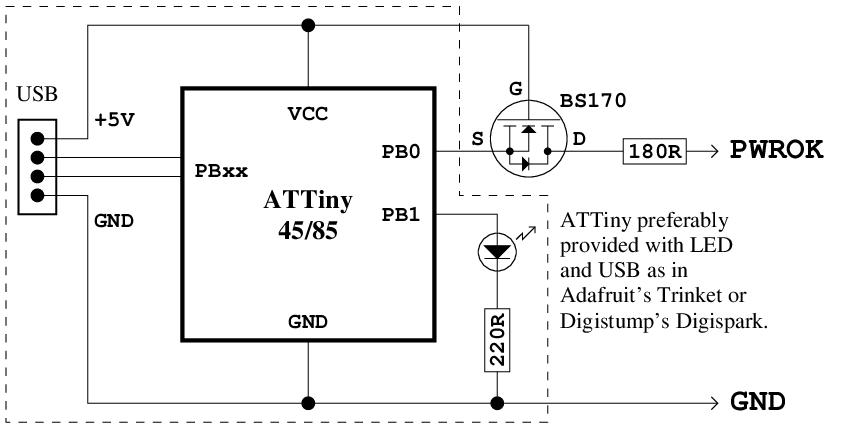 USB
+5V
GND
VCC
PBxx
ATTiny
45/85
GND
PB0
PB1
G
S
D
BS170
180R
PWROK
220R
ATTiny preferably
provided with LED
and USB as in
Adafruit's Trinket or
Digistump's Digispark.
GND